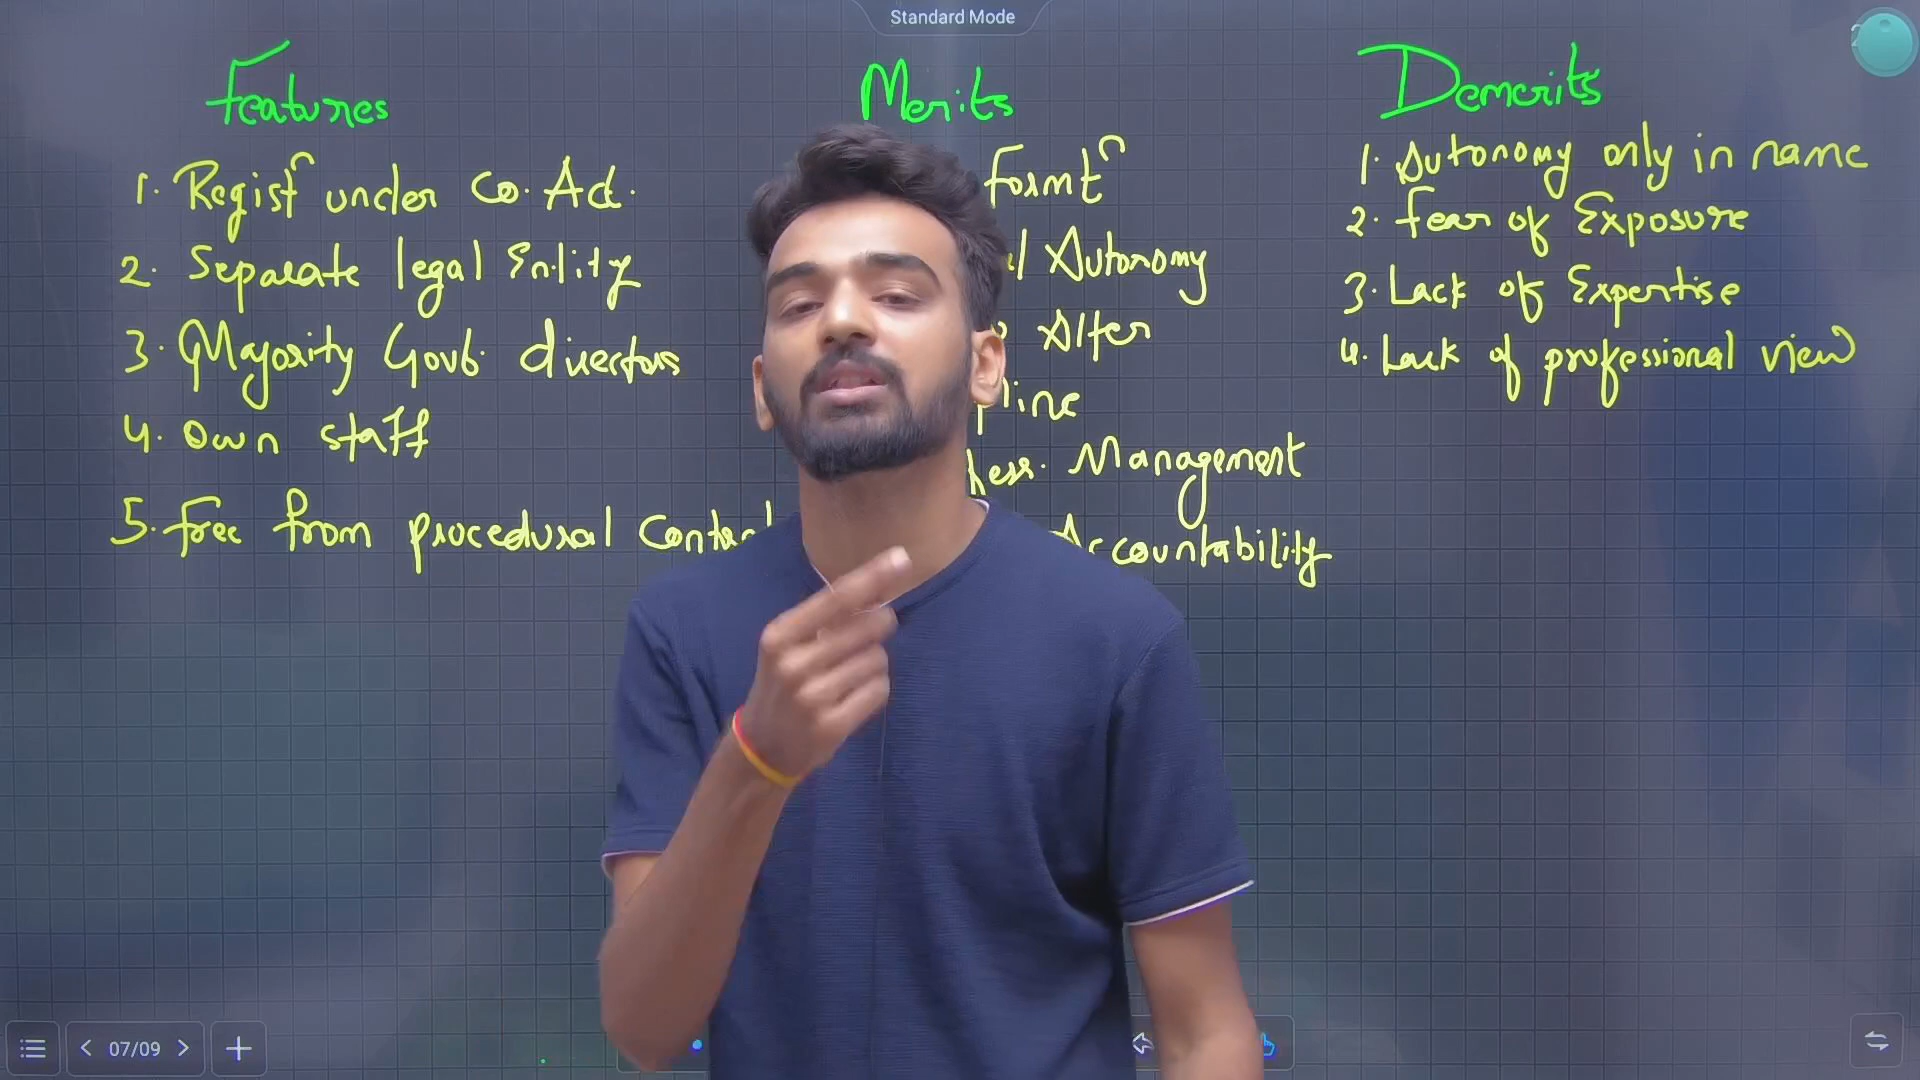 Standard Mode
Features
1. Regist^n under Co. Act.
2. Separate legal Entity
3. Majority Govt. directors
4. Own staff
5. free from procedural
Merits
Formt^n
Autonomy
Alter
Management
Accountability
Demerits
1. Autonomy only in name
2. fear of Exposure
3. Lack of Expertise
4. Lack of professional view
07/09